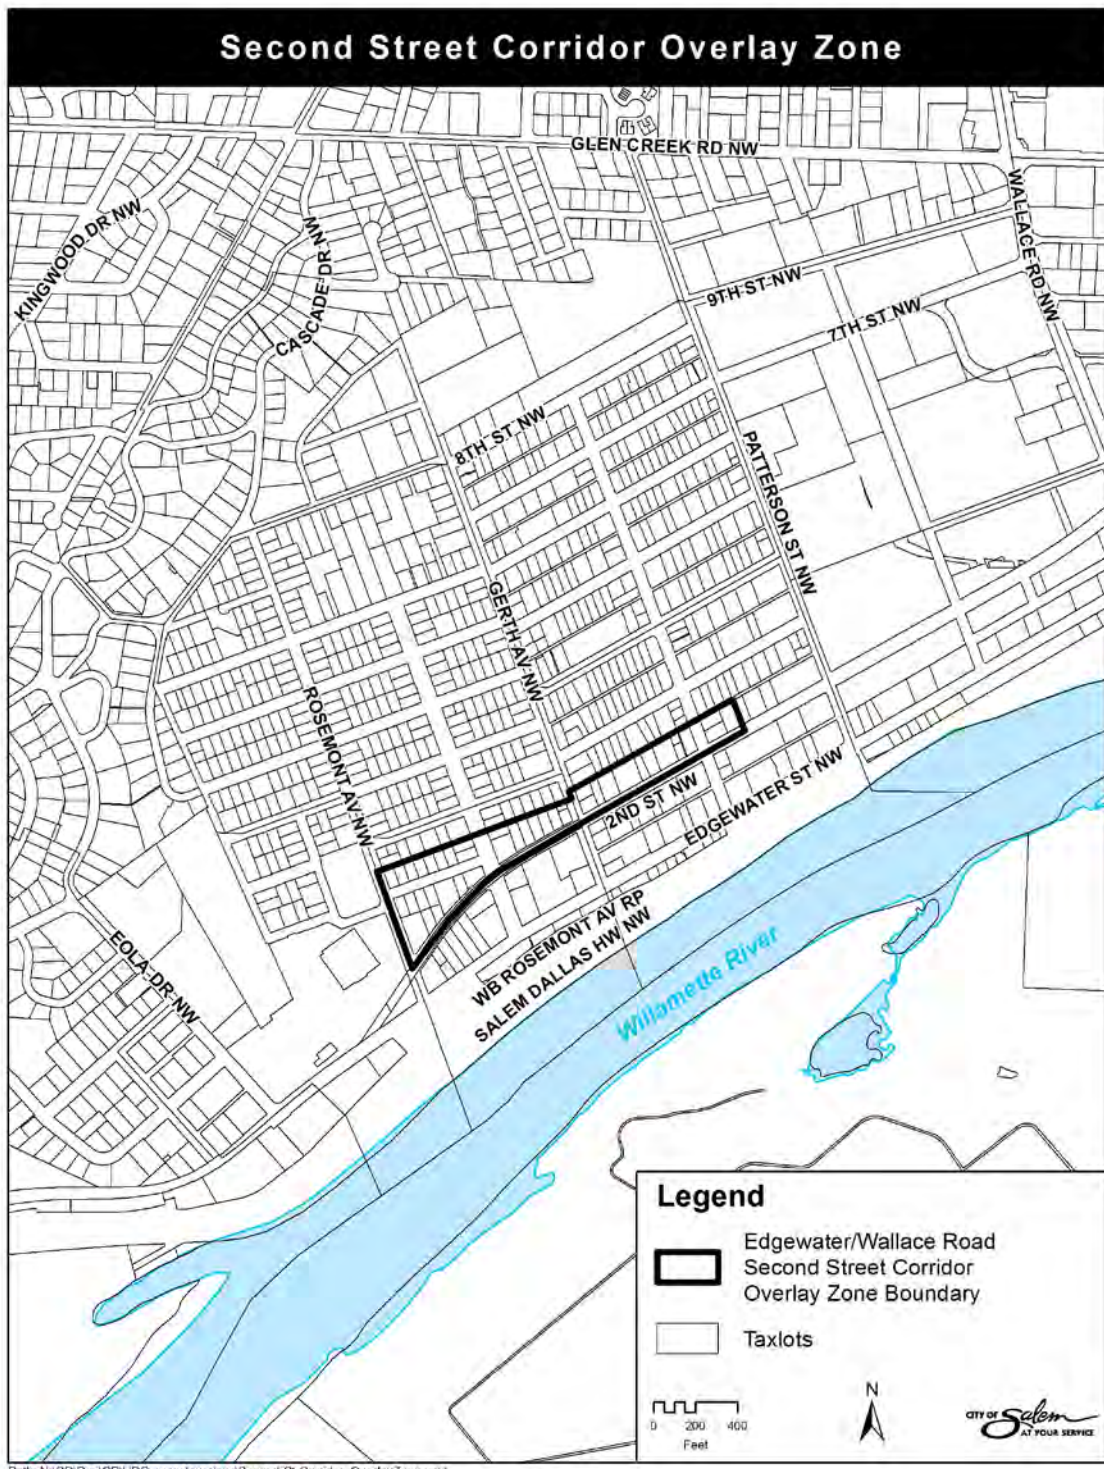 Second Street Corridor Overlay Zone
GLEN CREEK RD NW
WALLACE RD NW
KINGWOOD DR NW
CASCADE DR NW
9TH ST NW
7TH ST NW
8TH ST NW
PATTERSON ST NW
GERTH AV NW
ROSEMONT AV NW
2ND ST NW
EDGEWATER ST NW
WB ROSEMONT AV RP
SALEM DALLAS HW NW
EOLA DR NW
Willamette River
Legend
Edgewater/Wallace Road
Second Street Corridor
Overlay Zone Boundary
Taxlots
N
0 200 400
Feet
CITY OF Salem
AT YOUR SERVICE